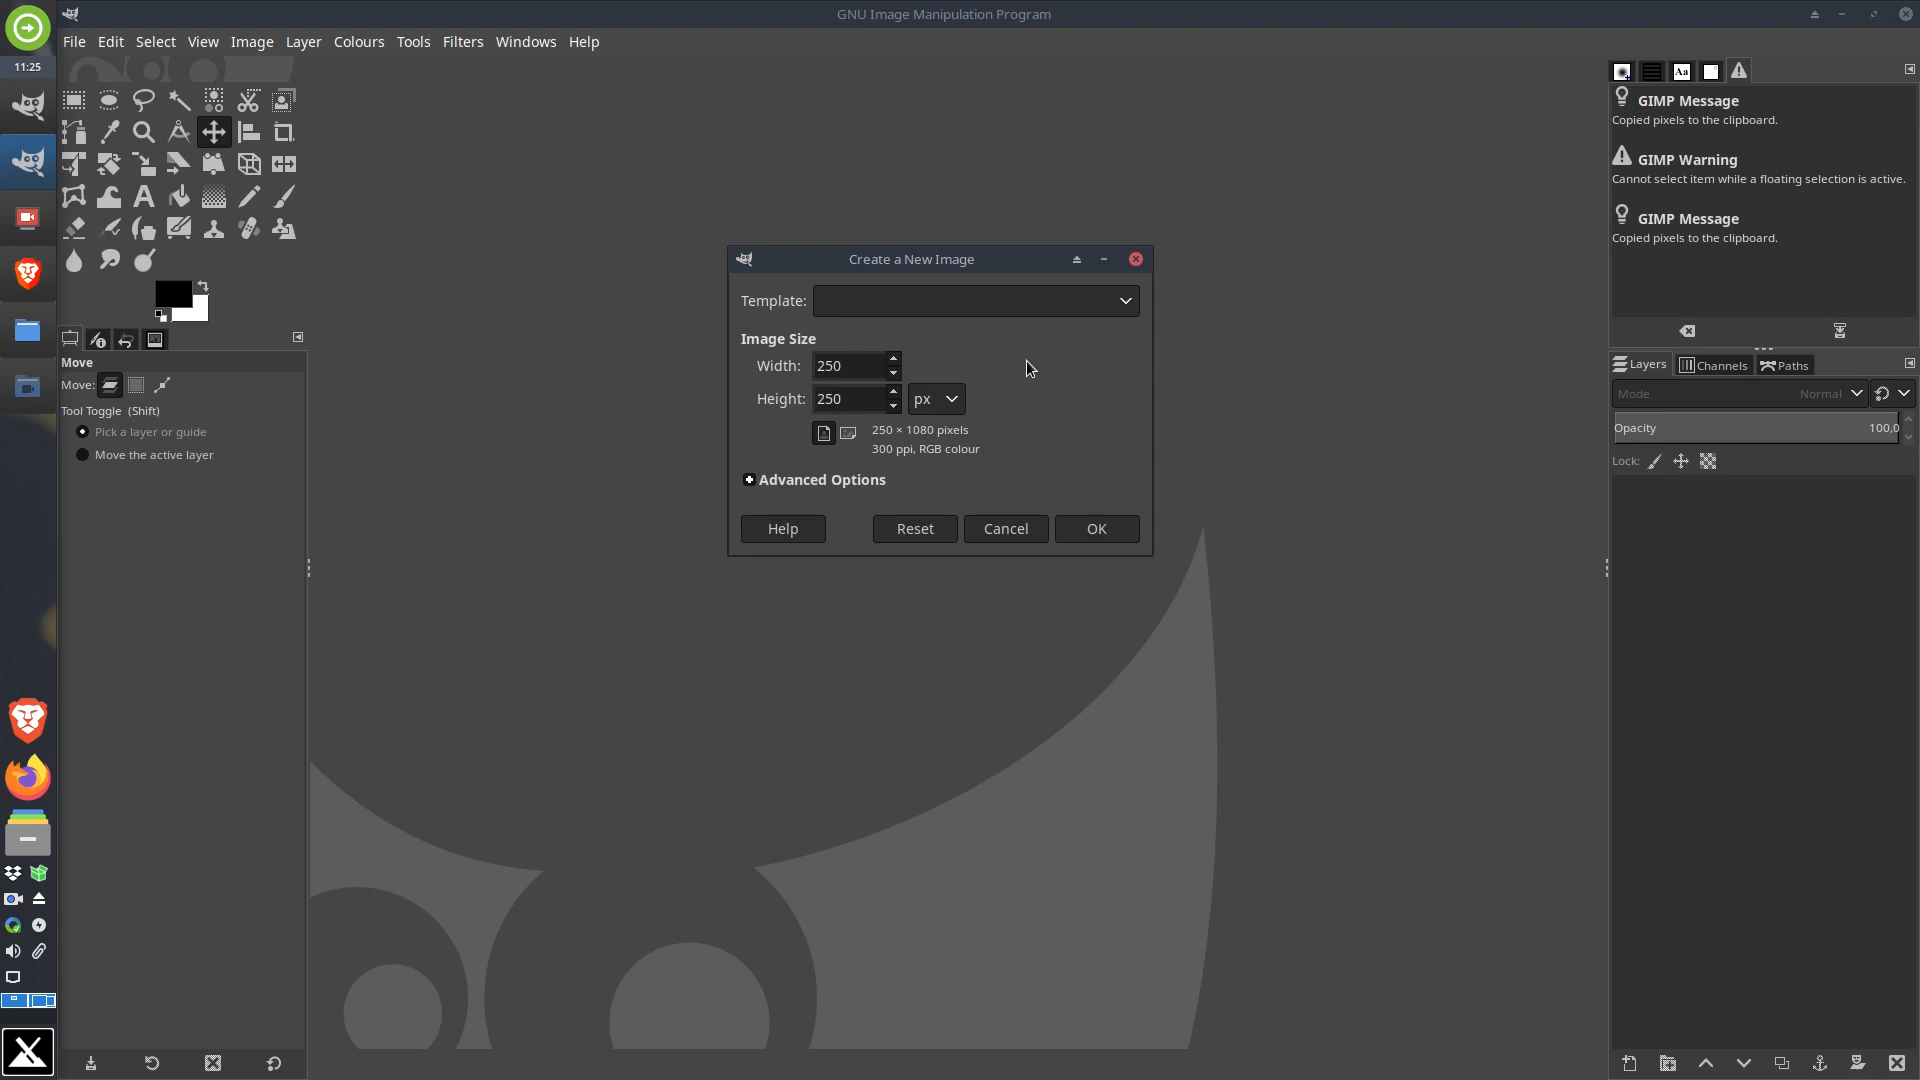 GNU Image Manipulation Program
File Edit Select View Image Layer Colours Tools Filters Windows Help
11:25
Move
Move:
Tool Toggle (Shift)
Pick a layer or guide
Move the active layer
Create a New Image
Template:
Image Size
Width: 250
Height: 250 px
250 × 1080 pixels
300 ppi, RGB colour
Advanced Options
Help Reset Cancel OK
Aa
GIMP Message
Copied pixels to the clipboard.
GIMP Warning
Cannot select item while a floating selection is active.
GIMP Message
Copied pixels to the clipboard.
Layers Channels Paths
Mode Normal
Opacity 100,0
Lock: